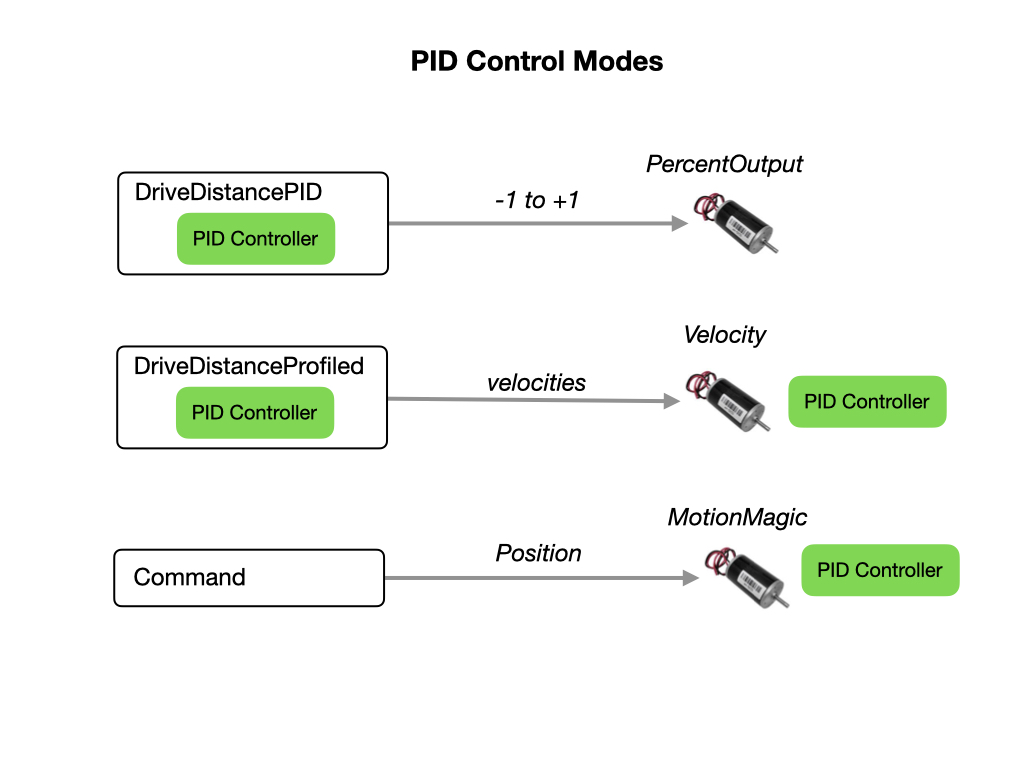 PID Control Modes
PercentOutput
DriveDistancePID
-1 to +1
PID Controller
Velocity
DriveDistanceProfiled
velocities
PID Controller
PID Controller
MotionMagic
Position
Command
PID Controller